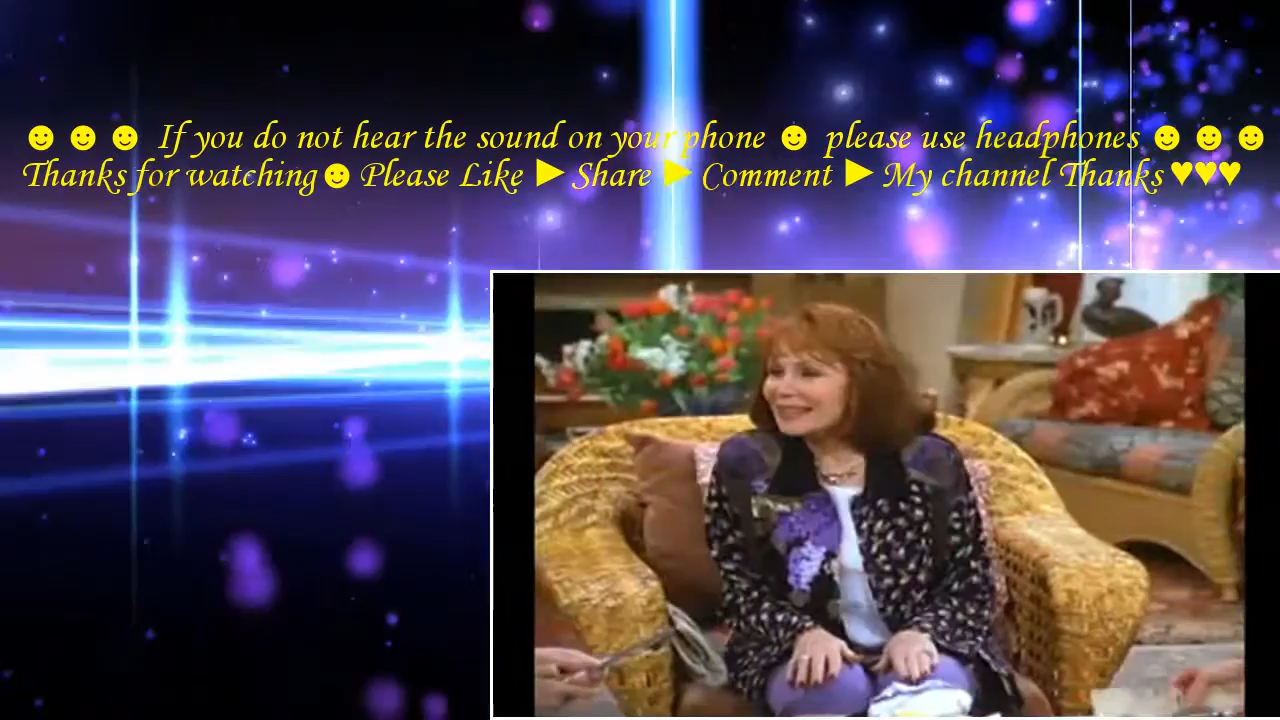 ☻☻☻ If you do not hear the sound on your phone ☻ please use headphones ☻☻☻
Thanks for watching☻Please Like ►Share ►Comment ►My channel Thanks♥♥♥